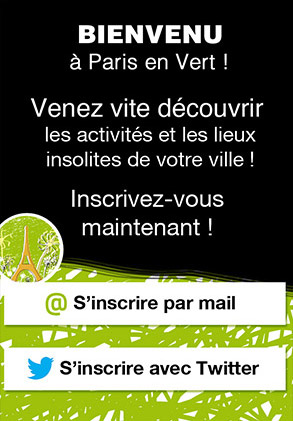 BIENVENU
à Paris en Vert !
Venez vite découvrir
les activités et les lieux
insolites de votre ville !
Inscrivez-vous
maintenant !
@ S’inscrire par mail
S’inscrire avec Twitter